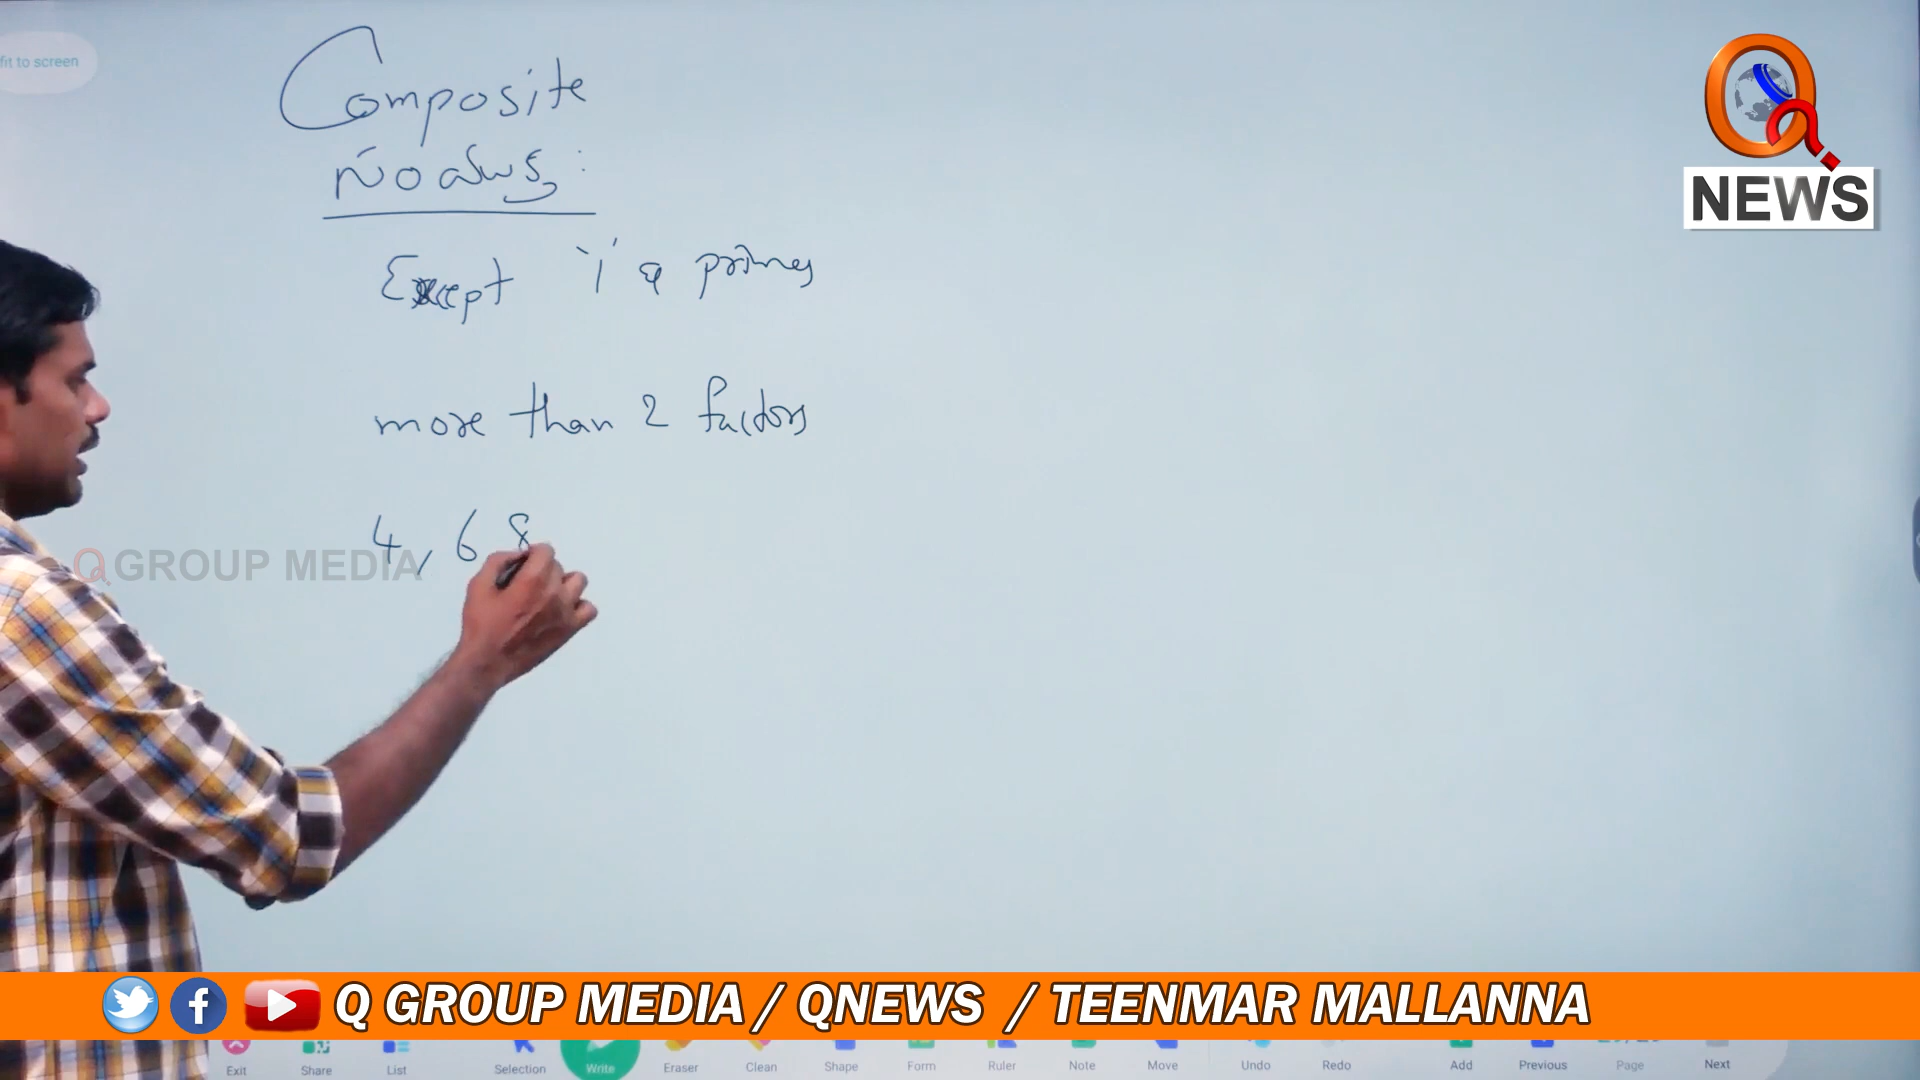 fit to screen
Composite
సంఖ్యలు :
Except '1' & primes
more than 2 factors
4, 6 8
Q GROUP MEDIA
Q
NEWS
Q GROUP MEDIA / QNEWS / TEENMAR MALLANNA
Exit Share List Selection Write Eraser Clean Shape Form Ruler Note Move Undo Redo Add Previous Page Next